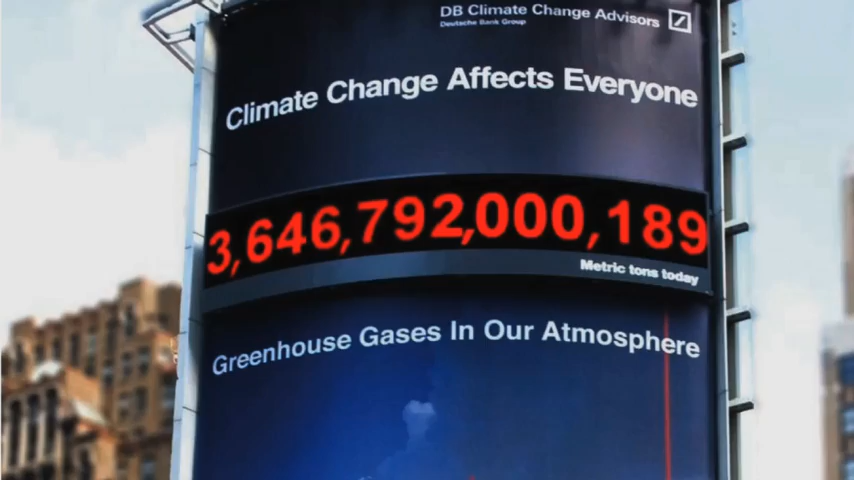 DB Climate Change Advisors
Deutsche Bank Group
Climate Change Affects Everyone
3,646,792,000,189
Metric tons today
Greenhouse Gases In Our Atmosphere